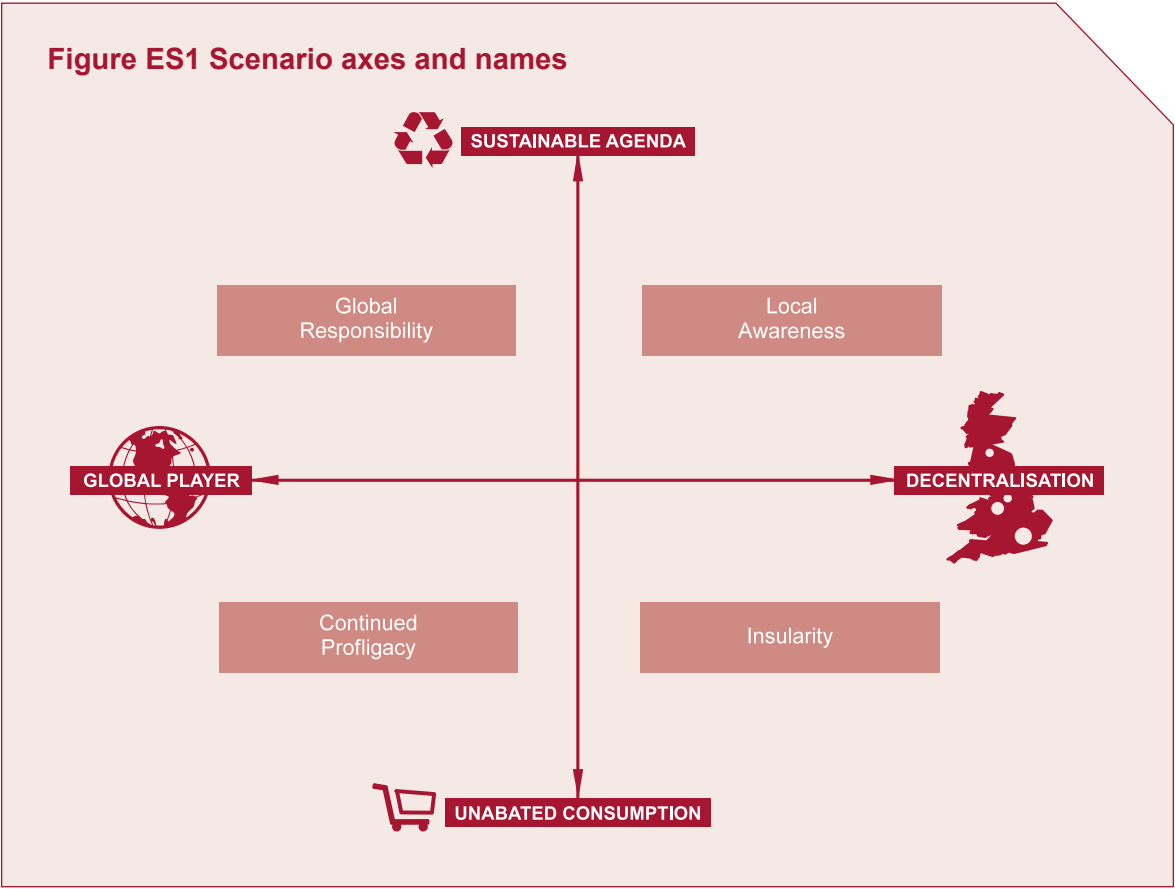 Figure ES1 Scenario axes and names
SUSTAINABLE AGENDA
Global
Responsibility
Local
Awareness
GLOBAL PLAYER
DECENTRALISATION
Continued
Profligacy
Insularity
UNABATED CONSUMPTION